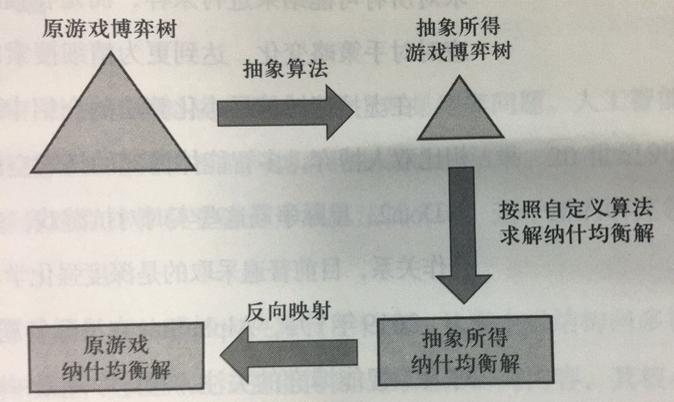 原游戏博弈树
抽象算法
抽象所得
游戏博弈树
按照自定义算法
求解纳什均衡解
反向映射
原游戏
纳什均衡解
抽象所得
纳什均衡解